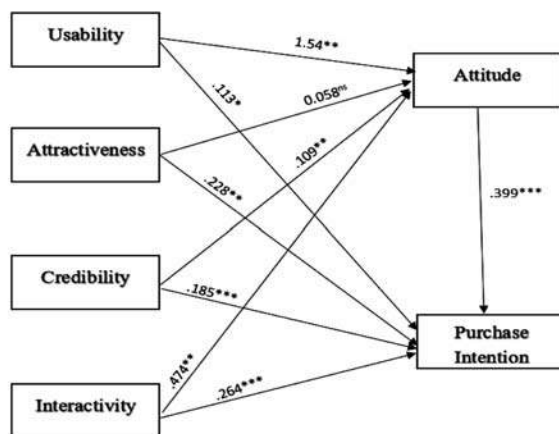 Usability
1.54**
Attitude
.113*
0.058ns
Attractiveness
.109**
.228**
.399***
Credibility
.185***
Purchase
Intention
.474**
.264***
Interactivity